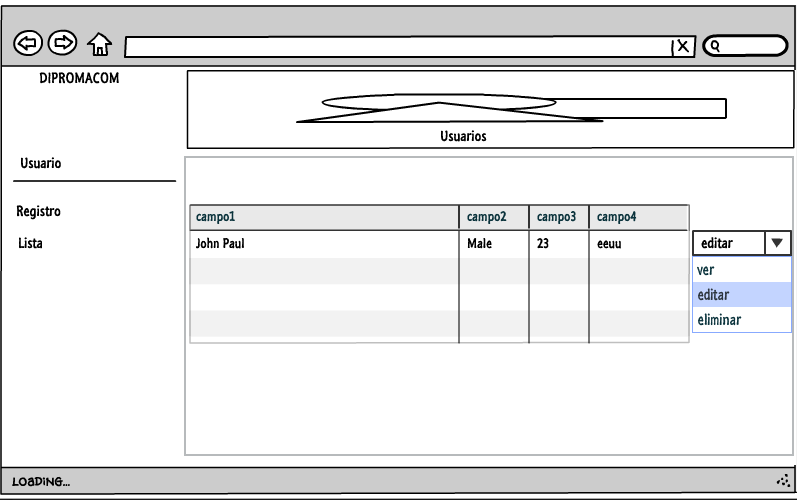 DIPROMACOM
Usuarios
Usuario
Registro
Lista
campo1 campo2 campo3 campo4
John Paul Male 23 eeuu
editar
ver
editar
eliminar
LOADING...